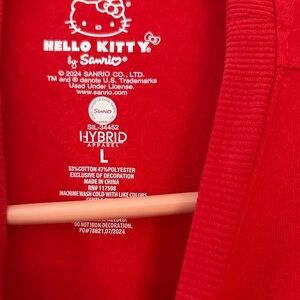 HELLO KITTY
by Sanrio
© 2024 SANRIO CO., LTD.
TM and ® denote U.S. Trademarks
Used Under License.
www.sanrio.com
Sanrio
SIL-34452
HYBRID
APPAREL
L
53%COTTON 47%POLYESTER
EXCLUSIVE OF DECORATION
MADE IN CHINA
RN# 117508
MACHINE WASH COLD WITH LIKE COLORS
NEEDED.
DO NOT IRON DECORATION.
PO#78621,07/2024